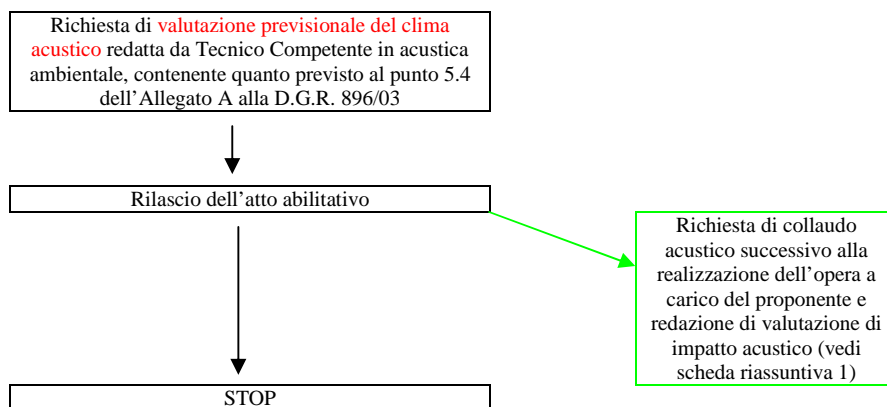 Richiesta di valutazione previsionale del clima
acustico redatta da Tecnico Competente in acustica
ambientale, contenente quanto previsto al punto 5.4
dell’Allegato A alla D.G.R. 896/03
Rilascio dell’atto abilitativo
Richiesta di collaudo
acustico successivo alla
realizzazione dell’opera a
carico del proponente e
redazione di valutazione di
impatto acustico (vedi
scheda riassuntiva 1)
STOP